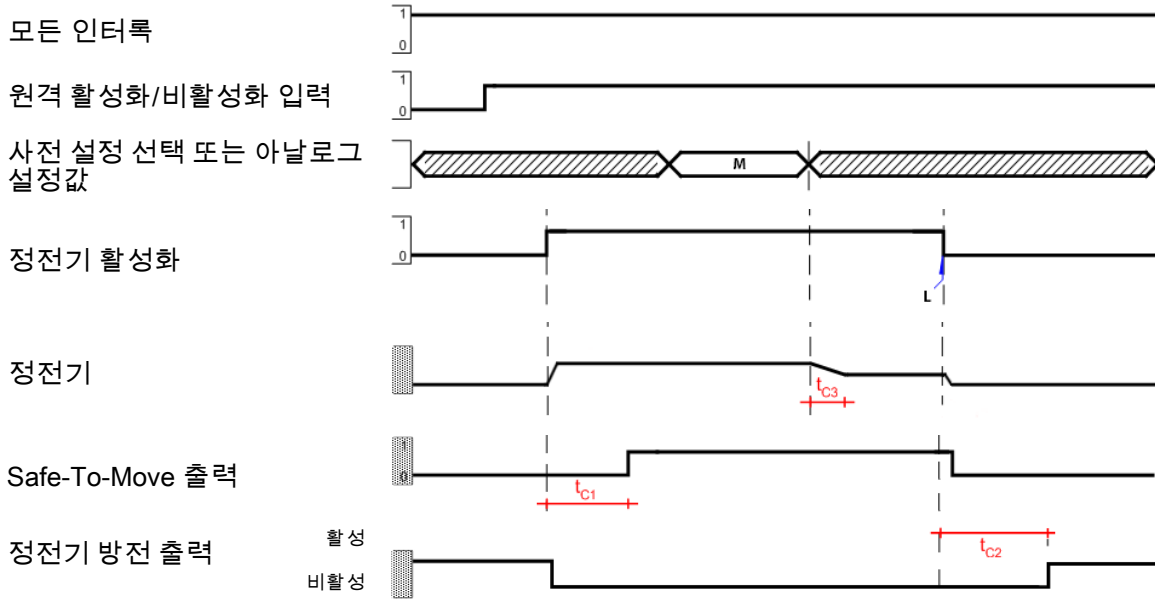 모든 인터록
1
0
원격 활성화/비활성화 입력
1
0
사전 설정 선택 또는 아날로그
설정값
M
정전기 활성화
1
0
L
정전기
tC3
Safe-To-Move 출력
1
0
tC1
정전기 방전 출력
활성
비활성
tC2